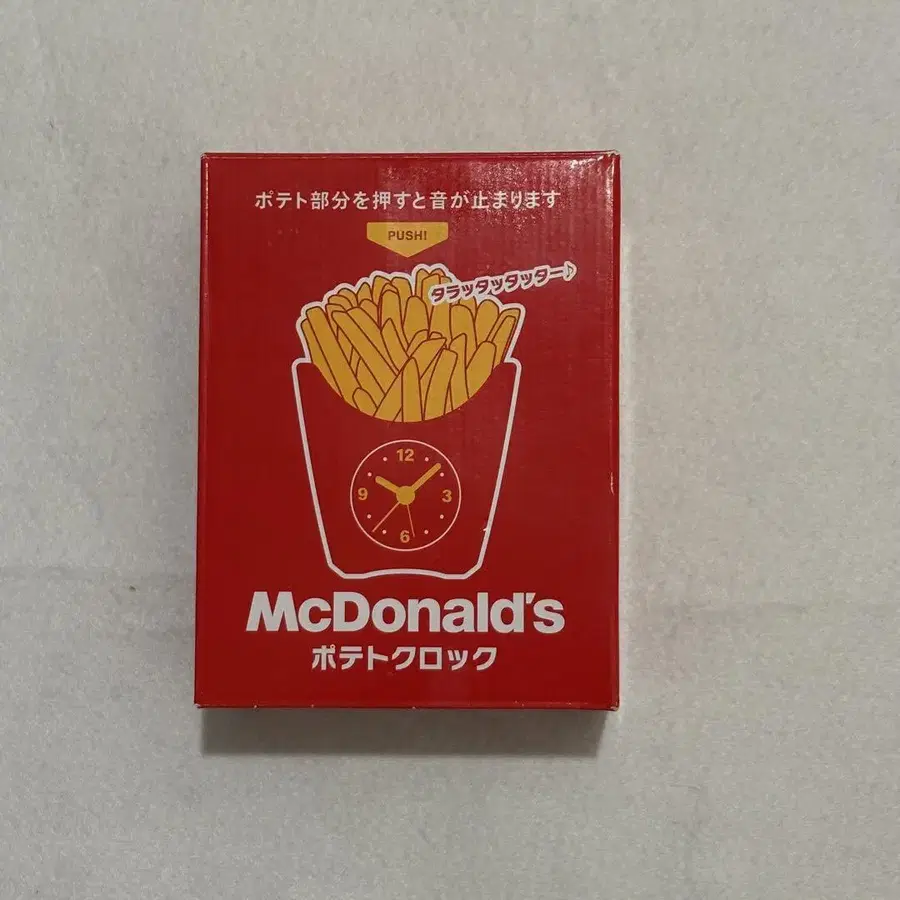 ポテト部分を押すと音が止まります
PUSH!
タラッタッタッター♪
12
9 3
6
McDonald's
ポテトクロック